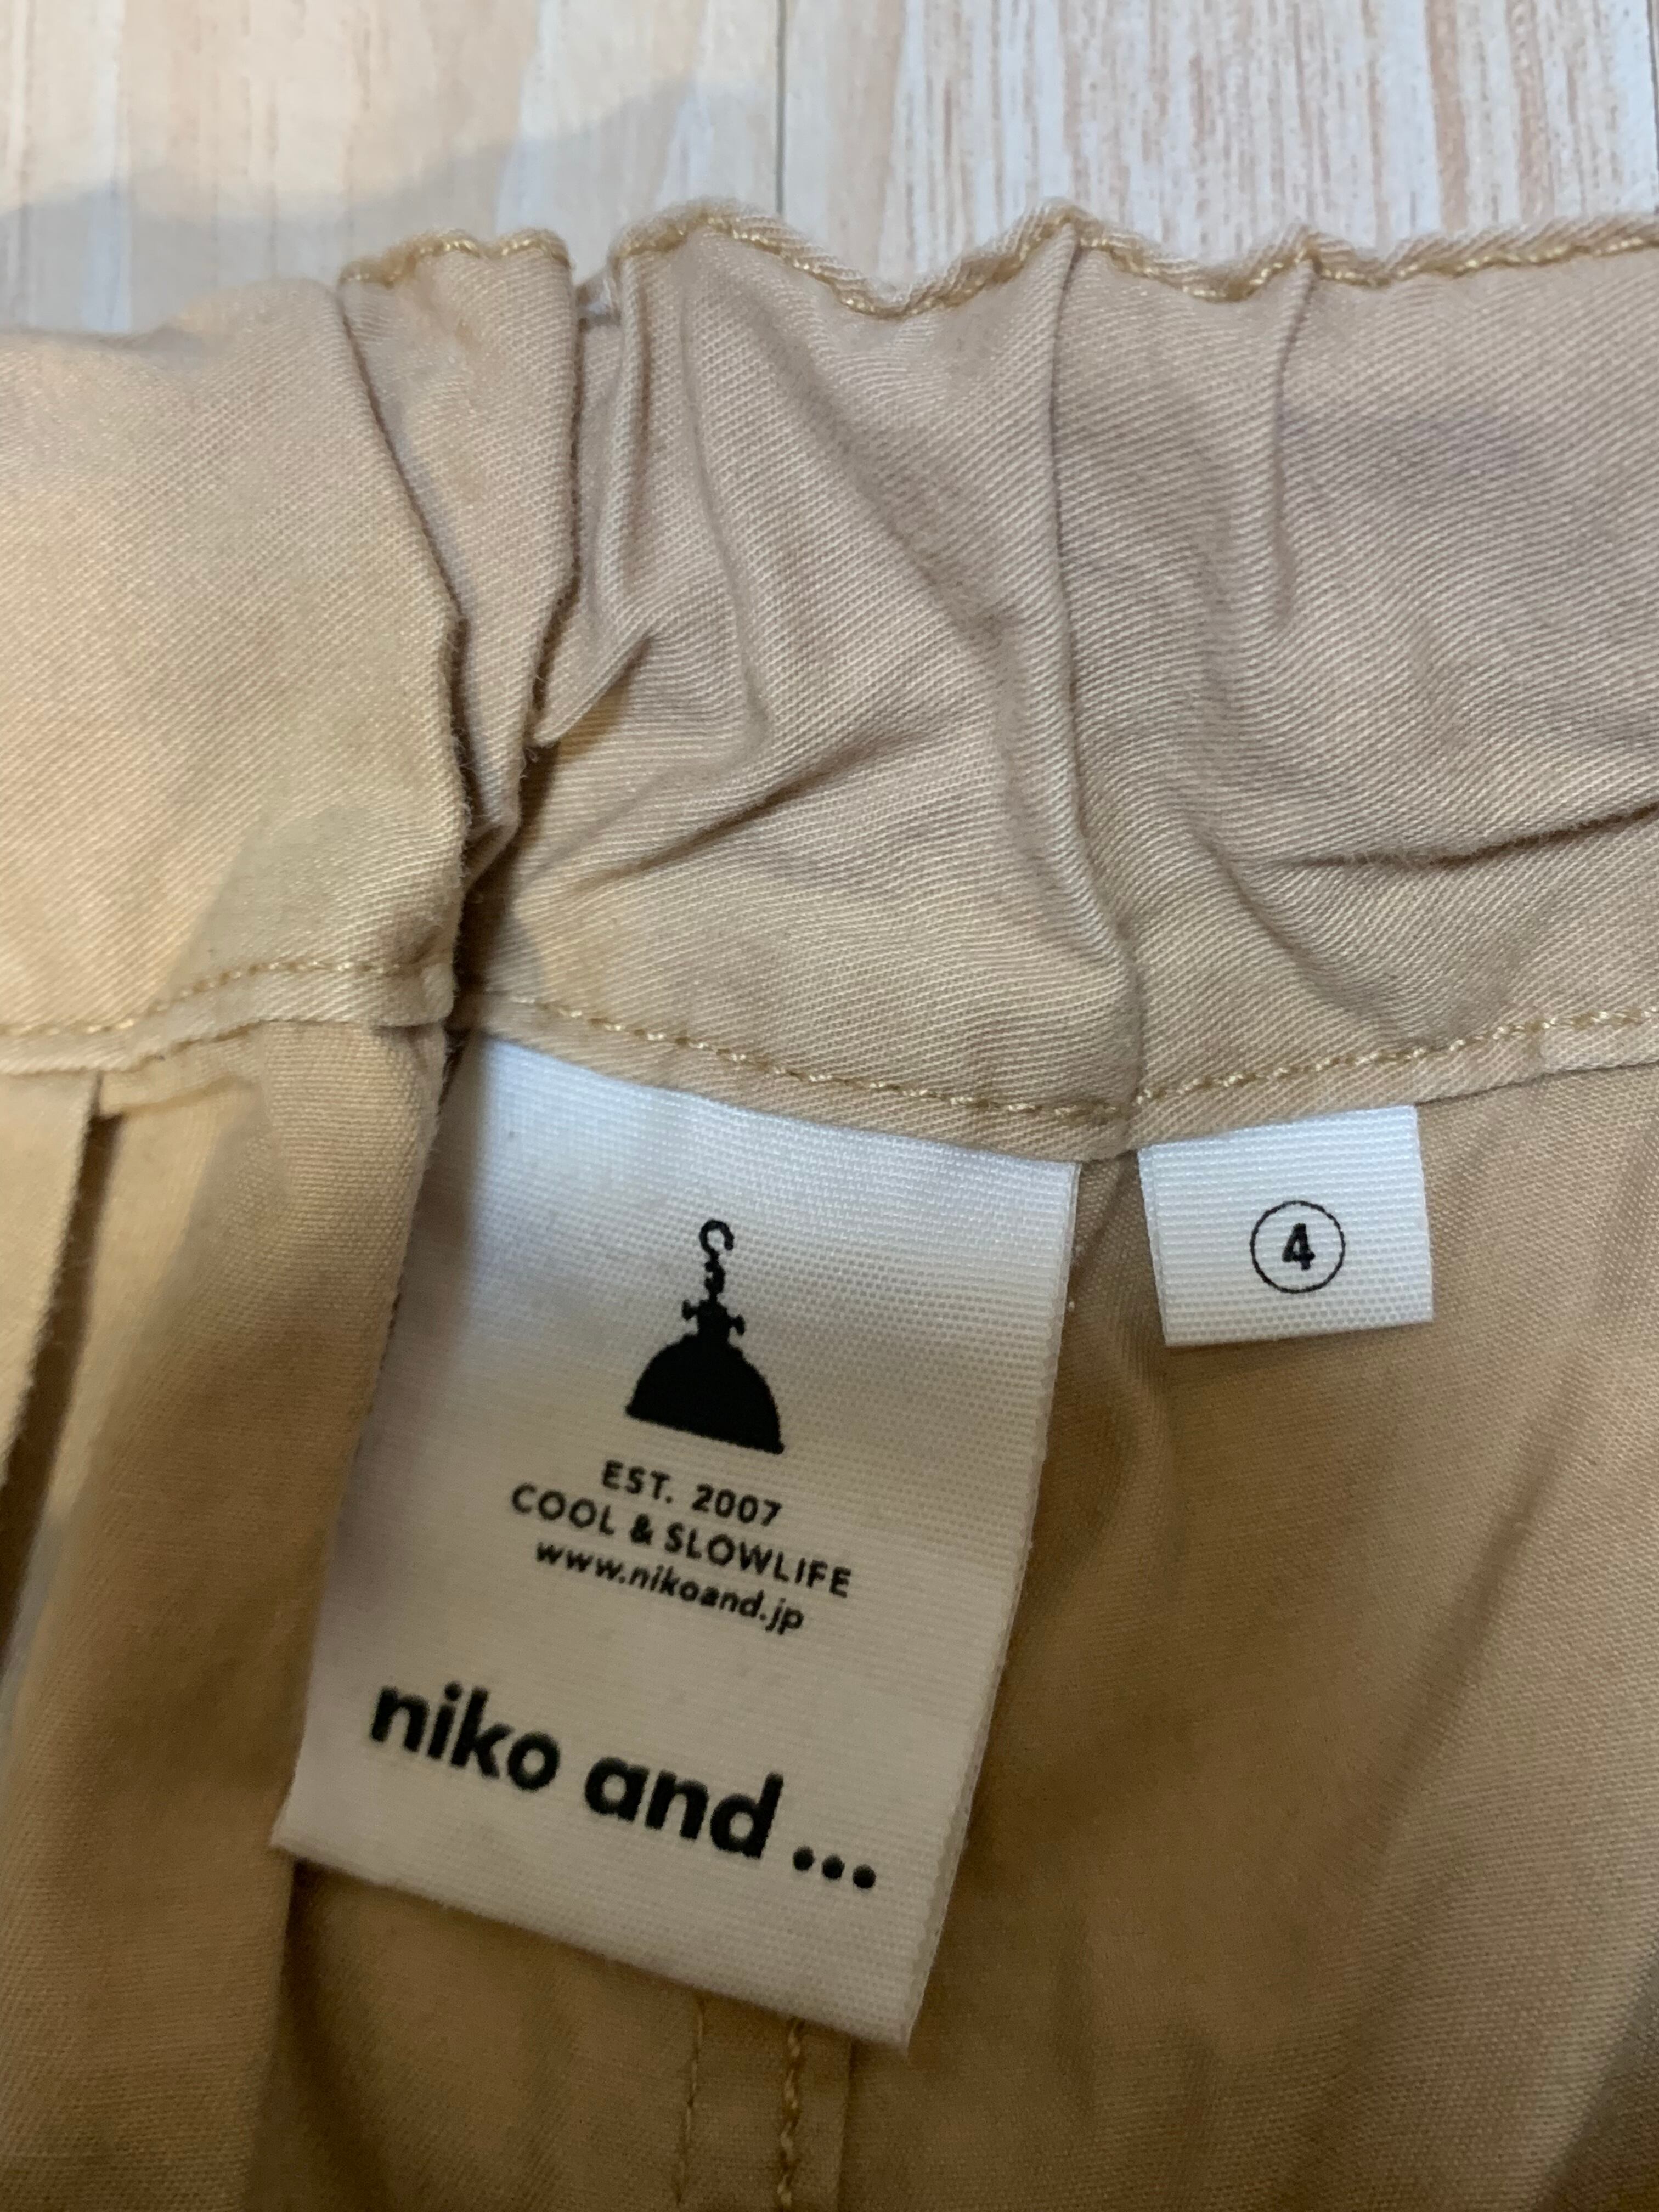 EST. 2007
COOL & SLOWLIFE
www.nikoand.jp
niko and ...
4